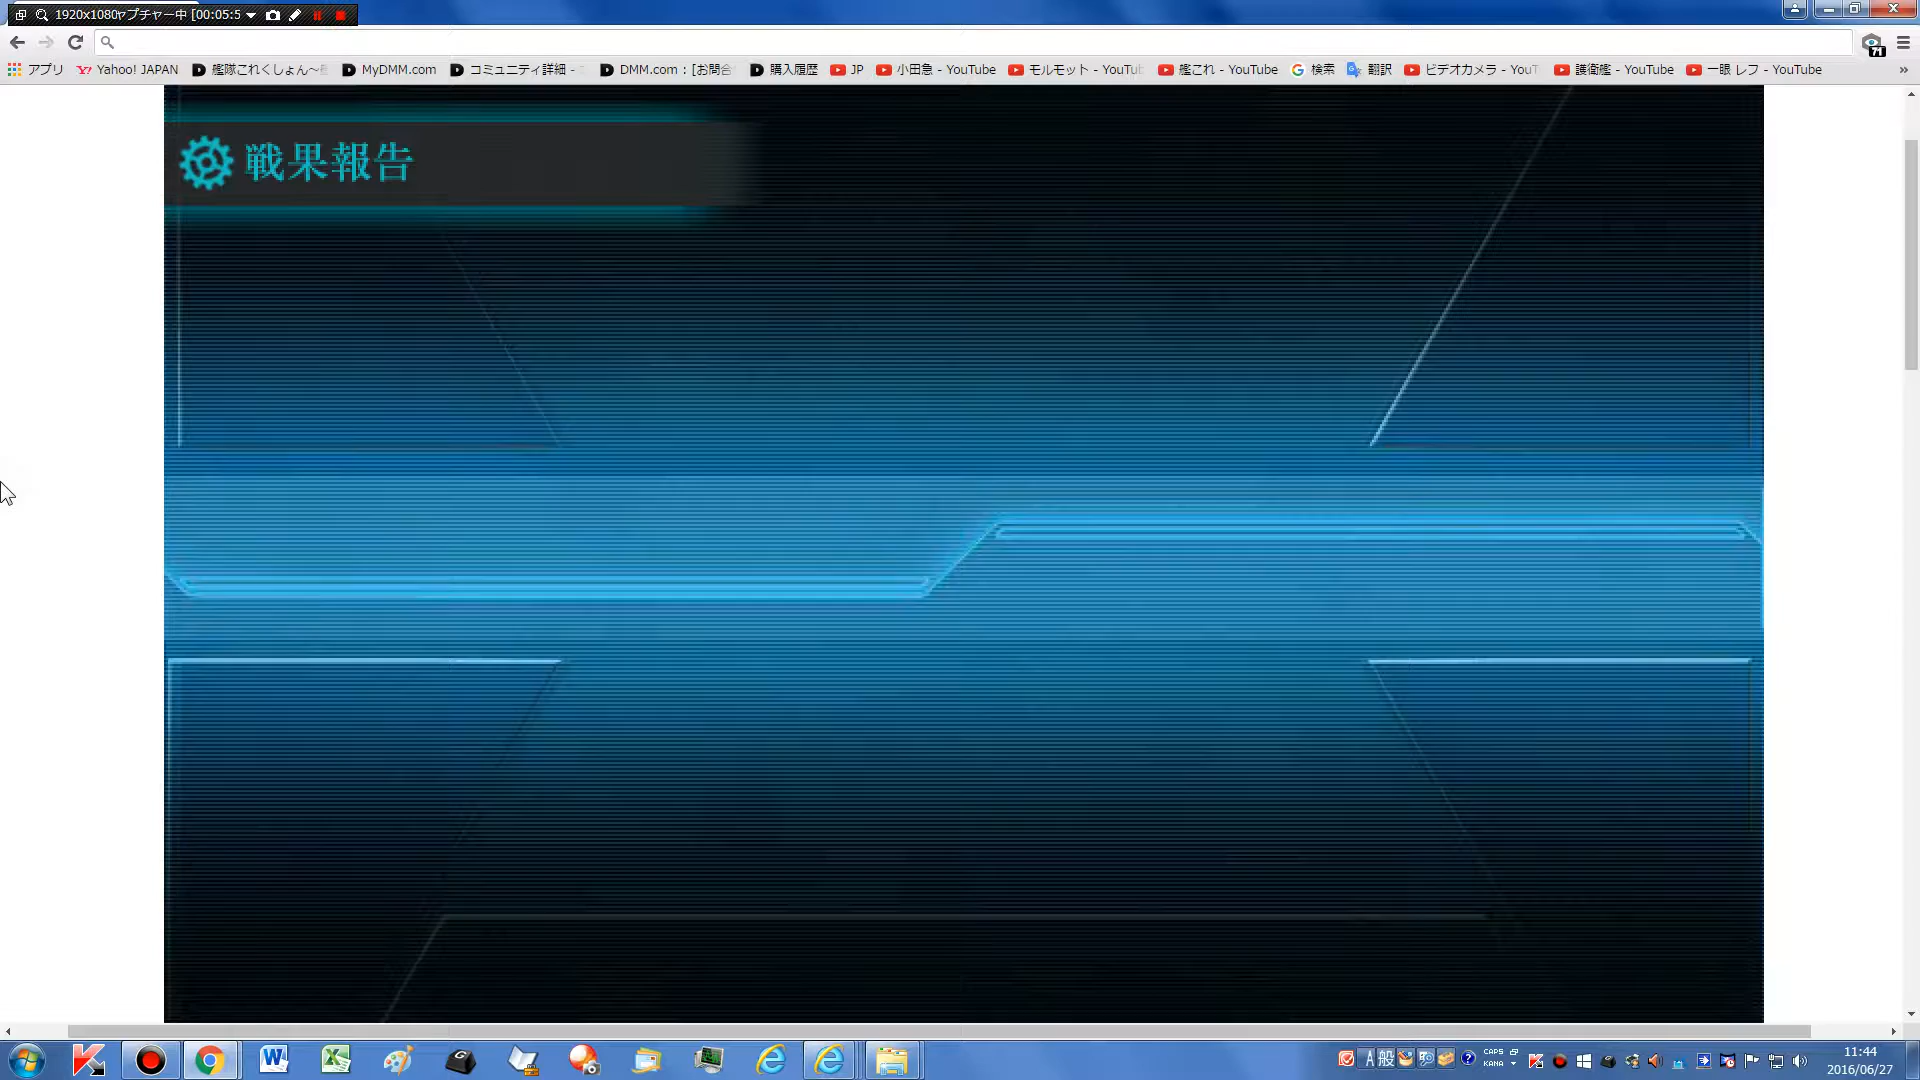 1920x1080ャプチャー中 [00:05:5
アプリ Yahoo! JAPAN 艦隊これくしょん～ MyDMM.com コミュニティ詳細 - DMM.com : [お問合 購入履歴 JP 小田急 - YouTube モルモット - YouTu 艦これ - YouTube 検索 翻訳 ビデオカメラ - YouT 護衛艦 - YouTube 一眼 レフ - YouTube »
戦果報告
A 般 CAPS KANA
11:44
2016/06/27